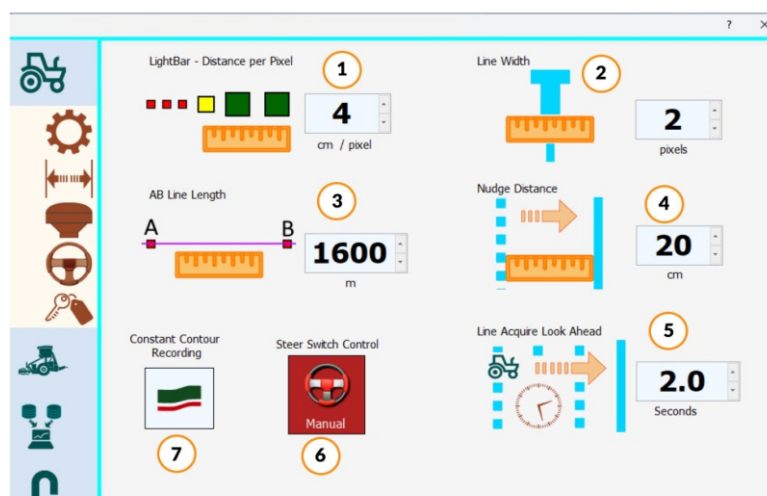 ? ×
LightBar - Distance per Pixel
1
4
cm / pixel
Line Width
2
2
pixels
AB Line Length
3
A B
1600
m
Nudge Distance
4
20
cm
Line Acquire Look Ahead
5
2.0
Seconds
Constant Contour
Recording
7
Steer Switch Control
Manual
6